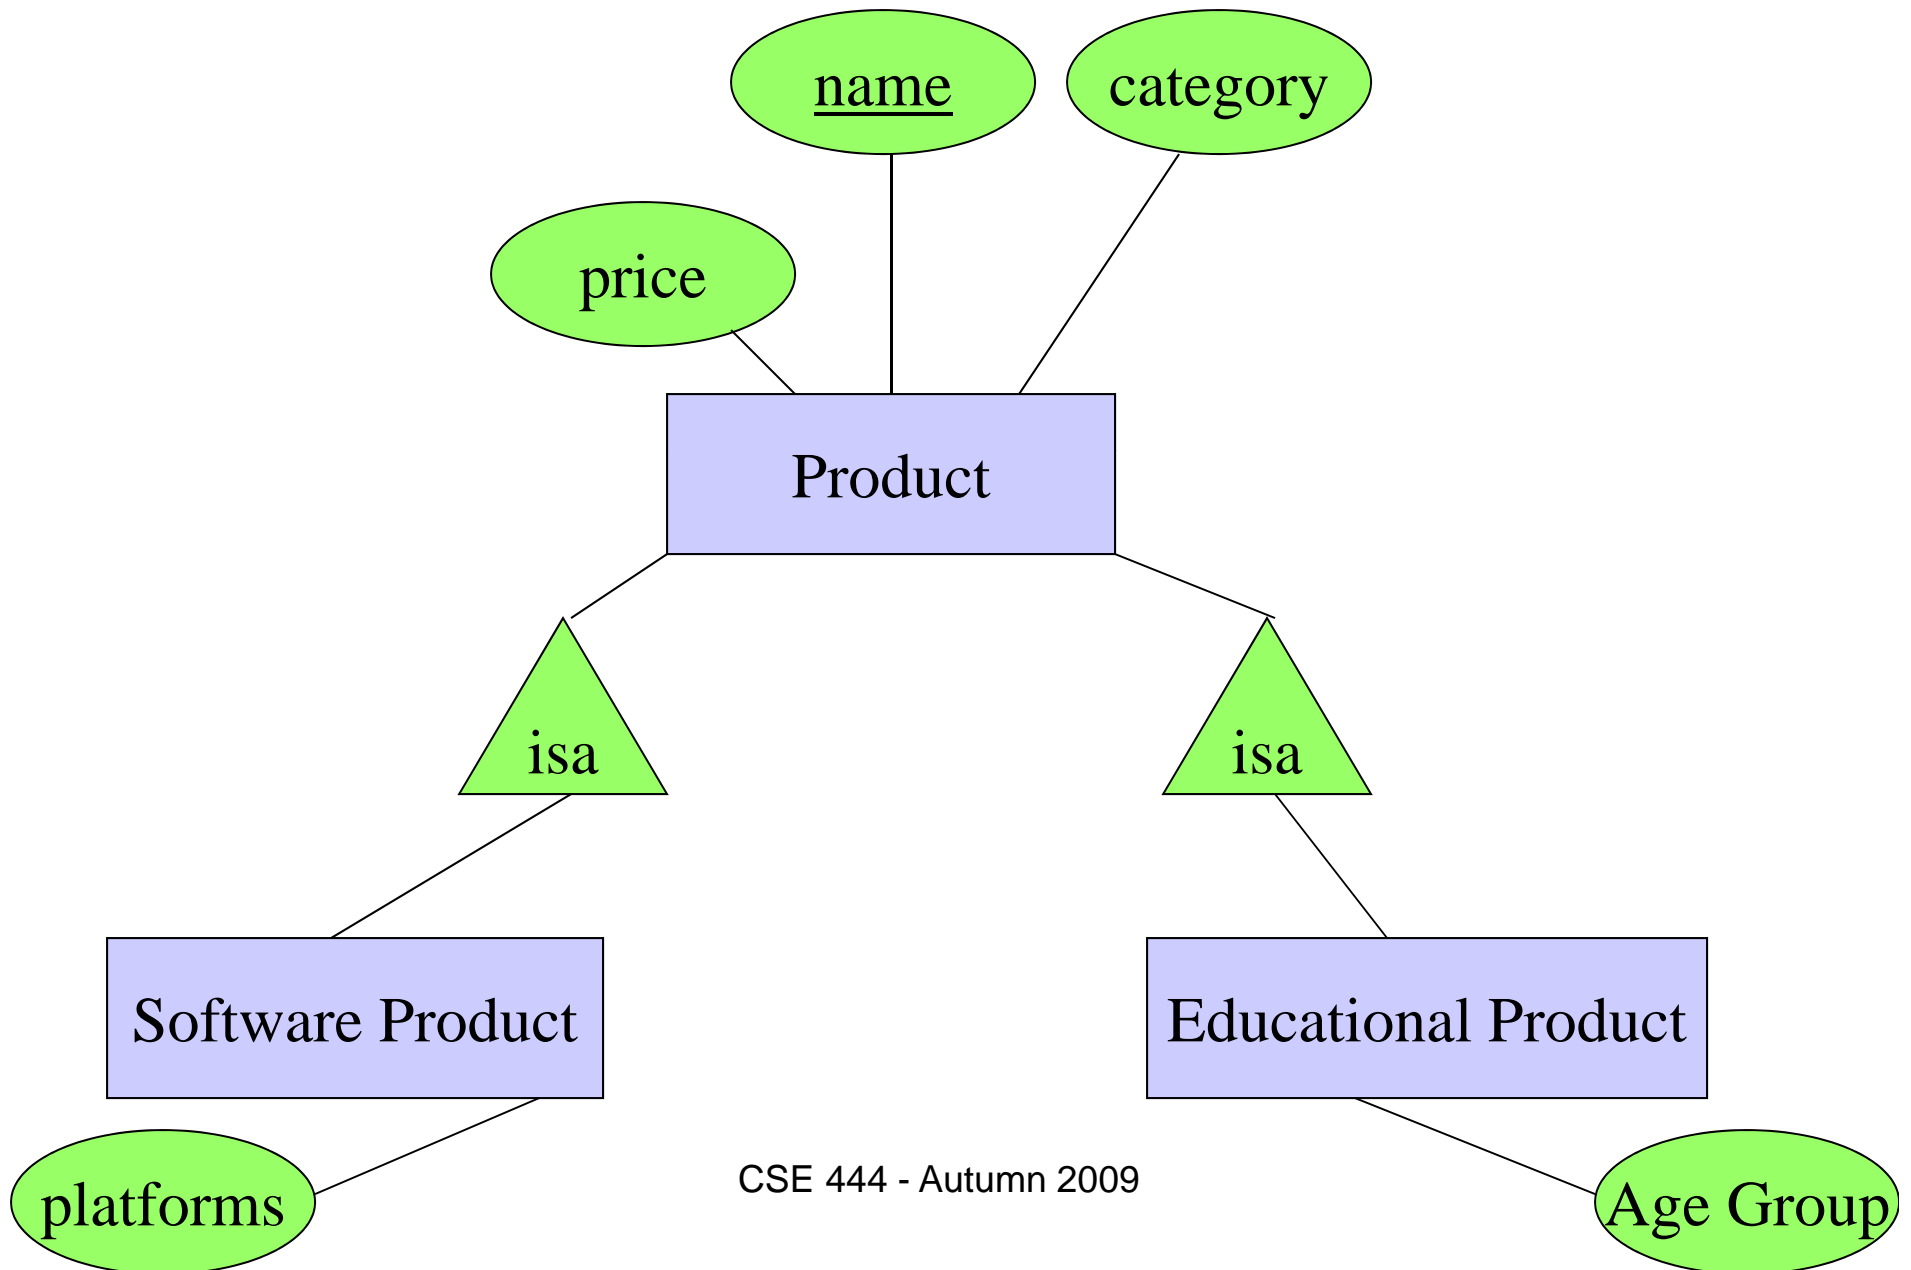 name
category
price
Product
isa
isa
Software Product
Educational Product
platforms
CSE 444 - Autumn 2009
Age Group